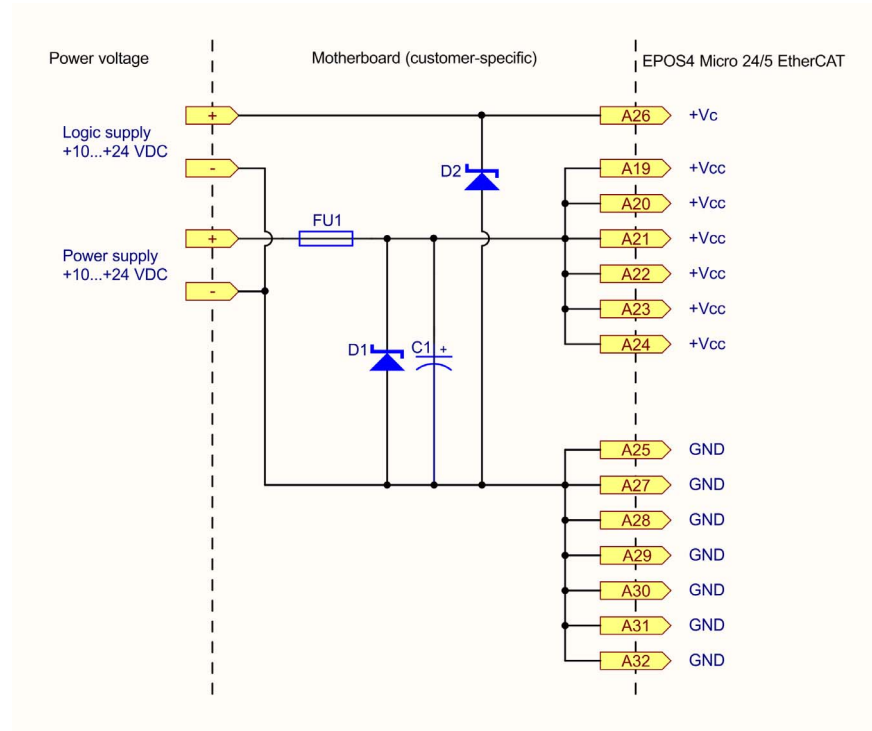 Power voltage
Motherboard (customer-specific)
EPOS4 Micro 24/5 EtherCAT
+
A26
+Vc
Logic supply
+10...+24 VDC
-
D2
A19
+Vcc
A20
+Vcc
FU1
+
A21
+Vcc
Power supply
+10...+24 VDC
A22
+Vcc
-
A23
+Vcc
D1
C1
+
A24
+Vcc
A25
GND
A27
GND
A28
GND
A29
GND
A30
GND
A31
GND
A32
GND